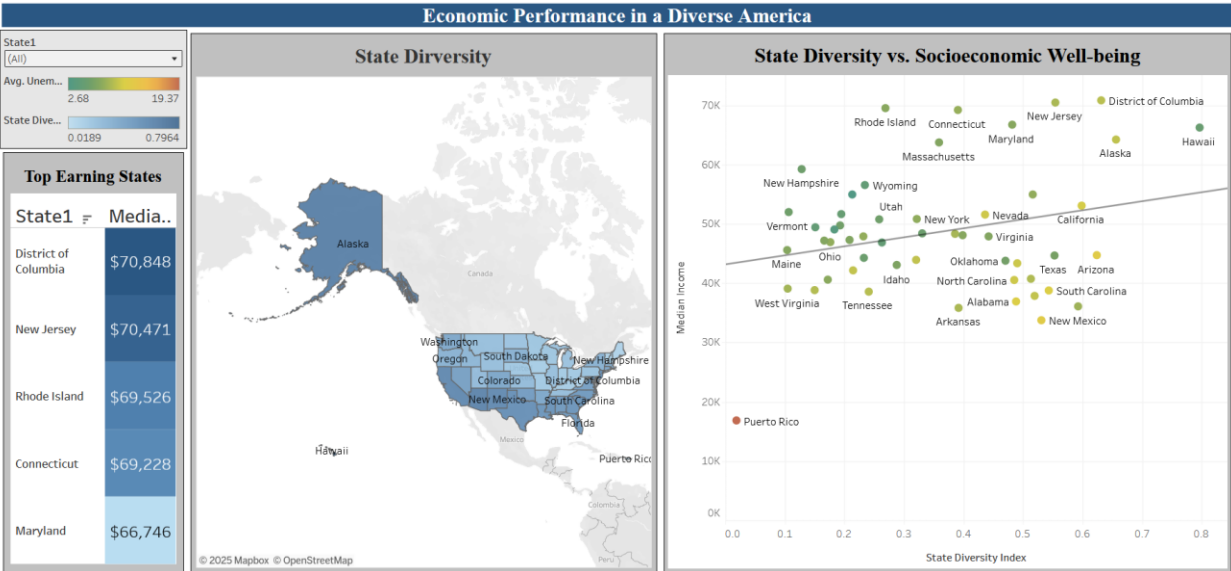 Economic Performance in a Diverse America
State1
(All)
Avg. Unem...
2.68 19.37
State Dive...
0.0189 0.7964
Top Earning States
State1 Media..
District of
Columbia
$70,848
New Jersey
$70,471
Rhode Island
$69,526
Connecticut
$69,228
Maryland
$66,746
State Dirversity
Alaska
Canada
Washington
Oregon
South Dakota
New Hampshire
Colorado
District of Columbia
New Mexico
South Carolina
Florida
Mexico
Hawaii
Puerto Rico
Colombia
Peru
© 2025 Mapbox © OpenStreetMap
State Diversity vs. Socioeconomic Well-being
Median Income
70K
60K
50K
40K
30K
20K
10K
0K
Rhode Island
Connecticut
New Jersey
District of Columbia
Maryland
Hawaii
Massachusetts
Alaska
New Hampshire
Wyoming
Utah
Vermont
New York
Nevada
California
Maine
Ohio
Virginia
Idaho
Oklahoma
Texas
Arizona
West Virginia
Tennessee
North Carolina
South Carolina
Arkansas
Alabama
New Mexico
Puerto Rico
0.0 0.1 0.2 0.3 0.4 0.5 0.6 0.7 0.8
State Diversity Index